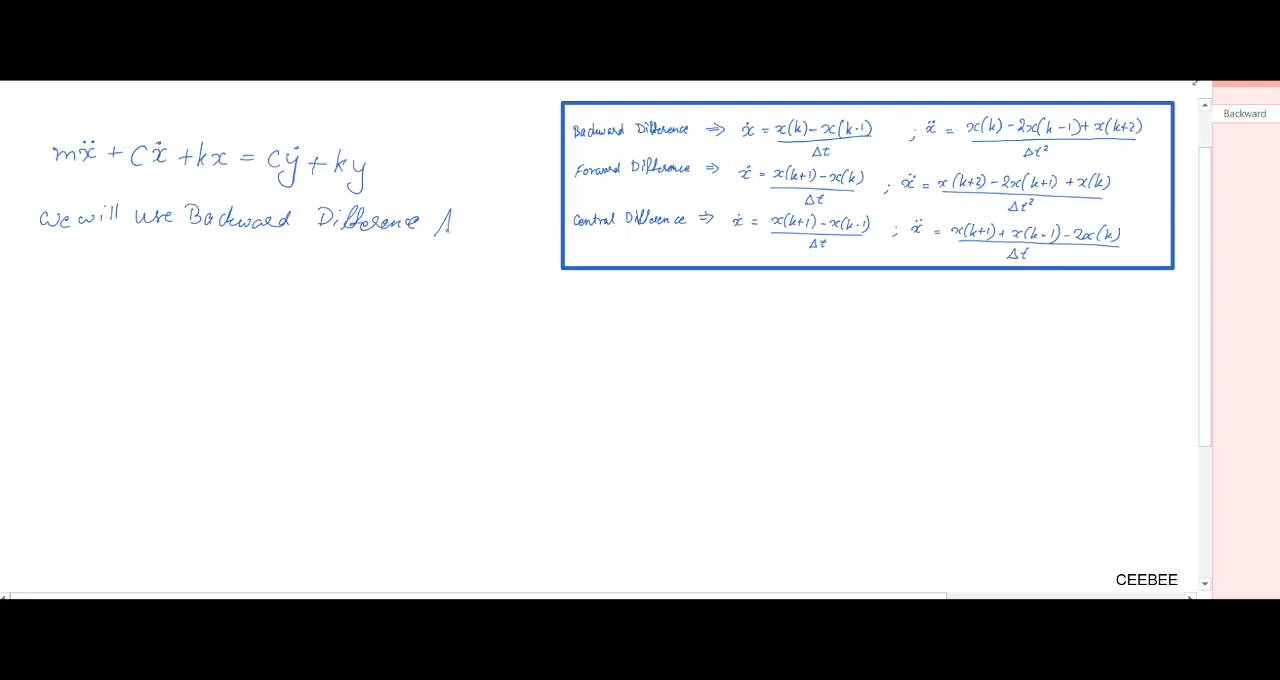 mẍ + Cẋ + kx = Cẏ + ky
we will use Backward Difference
Backward Difference ⇒ ẋ = x(k) - x(k-1) / Δt ; ẍ = x(k) - 2x(k-1) + x(k+2) / Δt²
Forward Difference ⇒ ẋ = x(k+1) - x(k) / Δt ; ẍ = x(k+2) - 2x(k+1) + x(k) / Δt²
Central Difference ⇒ ẋ = x(k+1) - x(k-1) / Δt ; ẍ = x(k+1) + x(k-1) - 2x(k) / Δt
Backward
CEEBEE